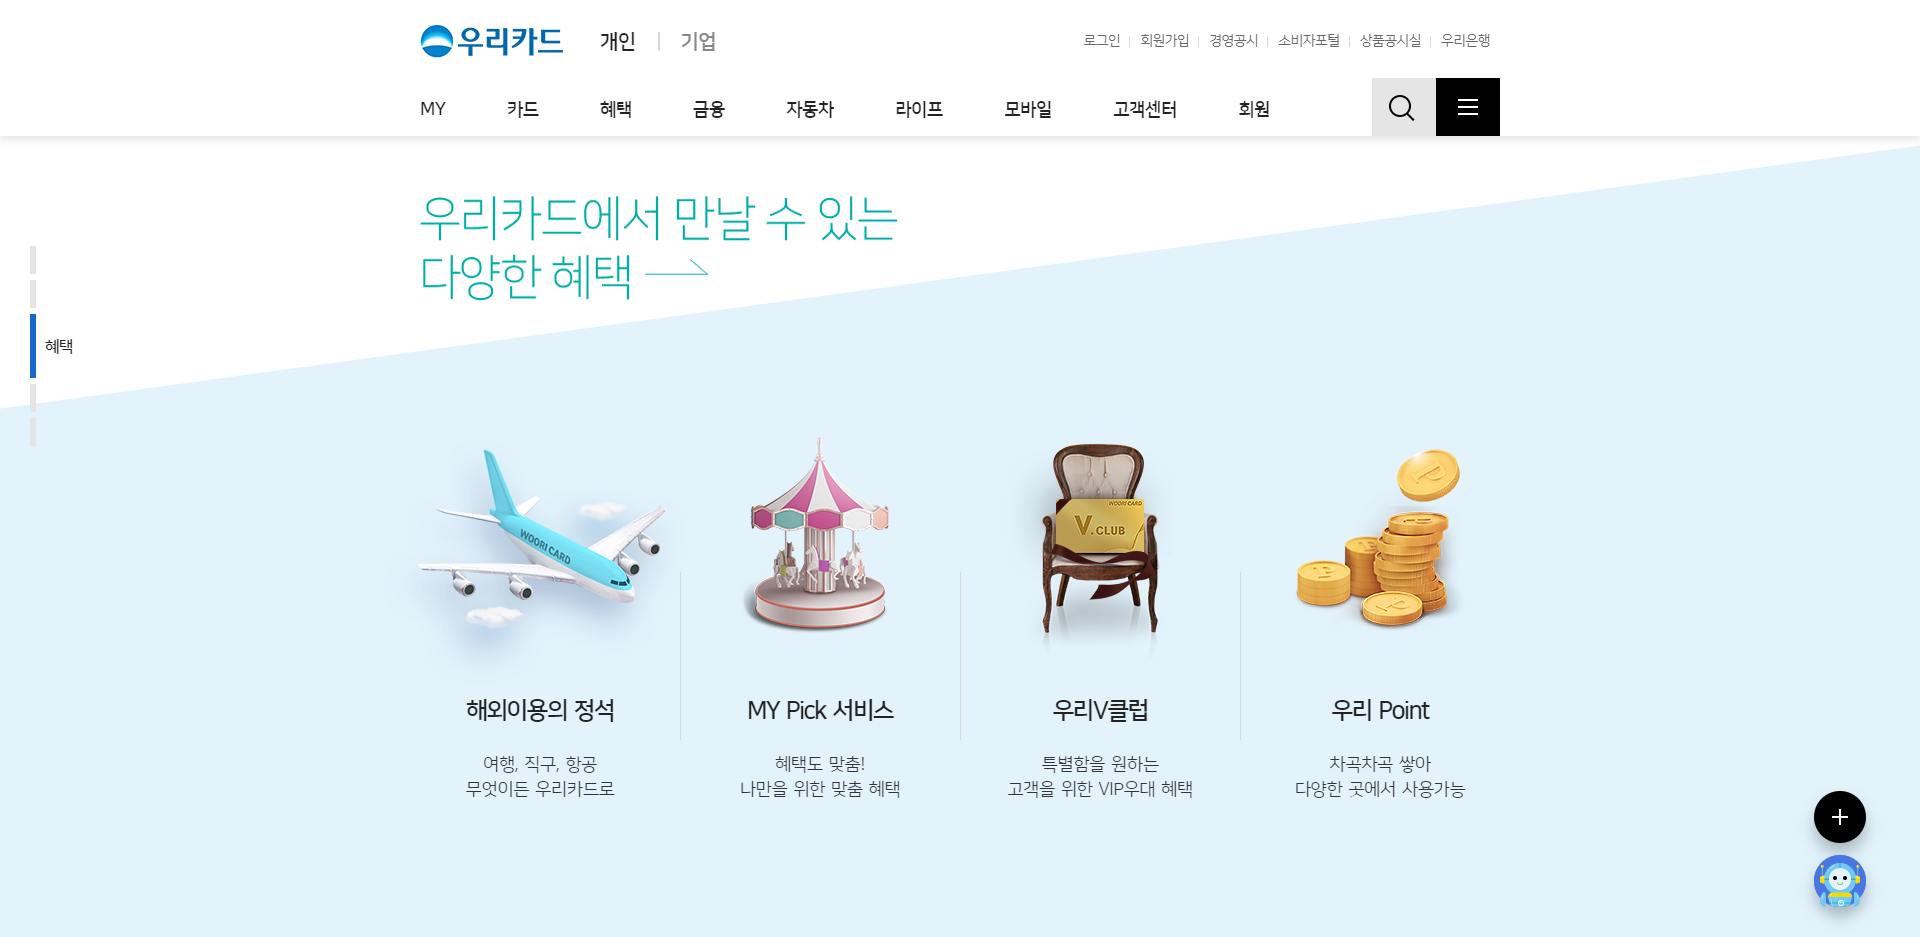 우리카드
개인
기업
로그인
회원가입
경영공시
소비자포털
상품공시실
우리은행
MY
카드
혜택
금융
자동차
라이프
모바일
고객센터
회원
우리카드에서 만날 수 있는
다양한 혜택
혜택
WOORI CARD
WOORI CARD
V.CLUB
해외이용의 정석
여행, 직구, 항공
무엇이든 우리카드로
MY Pick 서비스
혜택도 맞춤!
나만을 위한 맞춤 혜택
우리V클럽
특별함을 원하는
고객을 위한 VIP우대 혜택
우리 Point
차곡차곡 쌓아
다양한 곳에서 사용가능